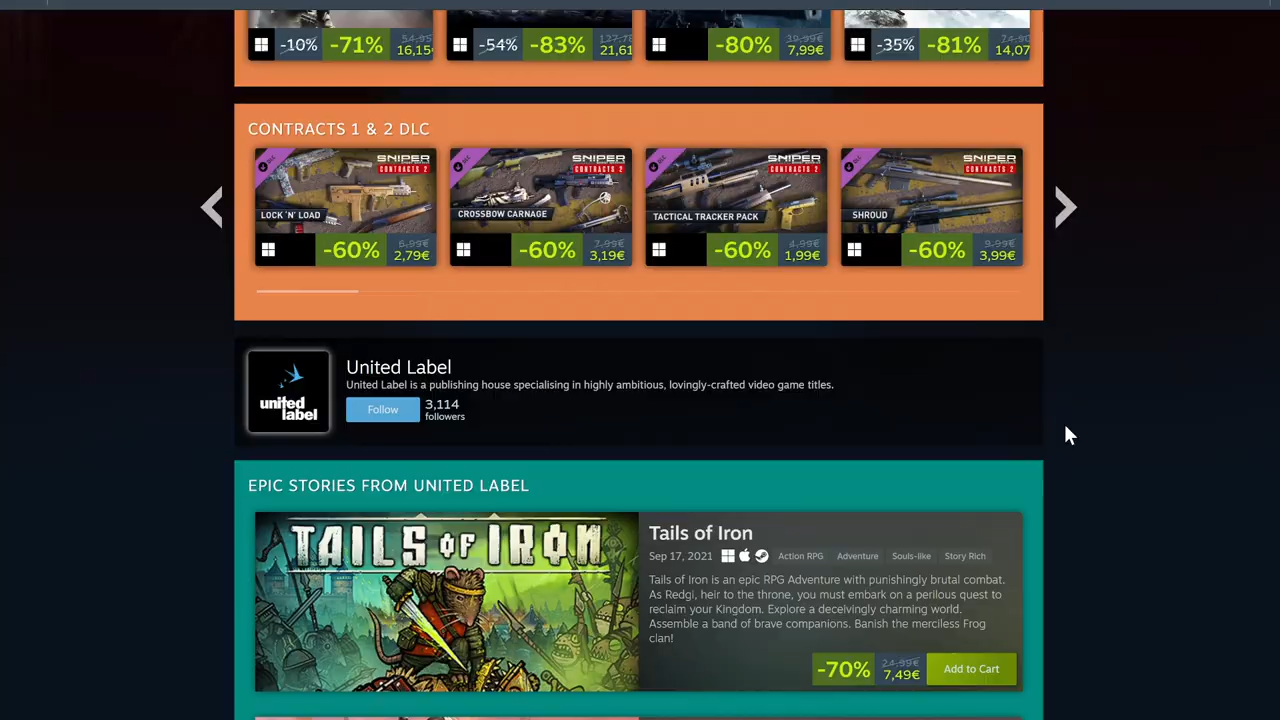 -10% -71% 54,95 16,15€
-54% -83% 21,61
-80% 39,99€ 7,99€
-35% -81% 74,90 14,07
CONTRACTS 1 & 2 DLC
SNIPER
CONTRACTS 2
LOCK 'N' LOAD
-60% 6,99€ 2,79€
SNIPER
CONTRACTS 2
CROSSBOW CARNAGE
-60% 7,99€ 3,19€
SNIPER
CONTRACTS 2
TACTICAL TRACKER PACK
-60% 4,99€ 1,99€
SNIPER
CONTRACTS 2
SHROUD
-60% 9,99€ 3,99€
united
label
United Label
United Label is a publishing house specialising in highly ambitious, lovingly-crafted video game titles.
Follow
3,114
followers
EPIC STORIES FROM UNITED LABEL
TAILS OF IRON
Tails of Iron
Sep 17, 2021 Action RPG Adventure Souls-like Story Rich
Tails of Iron is an epic RPG Adventure with punishingly brutal combat.
As Redgi, heir to the throne, you must embark on a perilous quest to
reclaim your Kingdom. Explore a deceivingly charming world.
Assemble a band of brave companions. Banish the merciless Frog
clan!
-70% 24,99€ 7,49€ Add to Cart